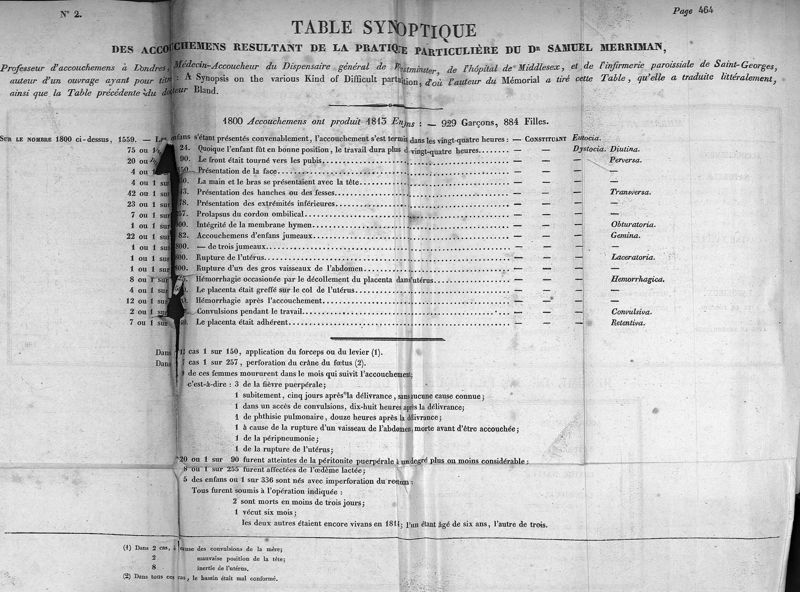 N° 2.
Page 464
TABLE SYNOPTIQUE
DES ACCOUCHEMENS RESULTANT DE LA PRATIQUE PARTICULIÈRE DU Dr SAMUEL MERRIMAN,
Professeur d'accouchemens à Londres, Médecin-Accoucheur du Dispensaire général de Westminster, de l'hôpital de Middlesex, et de l'infirmerie paroissiale de Saint-Georges,
auteur d'un ouvrage ayant pour titre : A Synopsis on the various Kind of Difficult parturition, d'où l'auteur du Mémorial a tiré cette Table, qu'elle a traduite littéralement,
ainsi que la Table précédente du docteur Bland.
1800 Accouchemens ont produit 1813 Enfans : — 929 Garçons, 884 Filles.
SUR LE NOMBRE 1800 ci-dessus, 1559. — Les enfans s'étant présentés convenablement, l'accouchement s'est termin dans les vingt-quatre heures : — CONSTITUANT Eutocia.
75 ou 1 24. Quoique l'enfant fût en bonne position, le travail dura plus d vingt-quatre heures — — Dystocia. Diutina.
20 ou 90. Le front était tourné vers les pubis — — — Perversa.
4 ou 450. Présentation de la face — — — —
4 ou 1 sur La main et le bras se présentaient avec la tête — — — —
42 ou 1 sur 43. Présentation des hanches ou des fesses — — — Transversa.
23 ou 1 sur 78. Présentation des extrémités inférieures — — — —
7 ou 1 sur 257. Prolapsus du cordon ombilical — — — —
1 ou 1 sur 1800. Intégrité de la membrane hymen — — — Obturatoria.
22 ou 1 sur 82. Accouchemens d'enfans jumeaux — — — Gemina.
1 ou 1 sur 1800. — de trois jumeaux — — — —
1 ou 1 sur 1800. Rupture de l'utérus — — — Laceratoria.
1 ou 1 sur 1800. Rupture d'un des gros vaisseaux de l'abdomen — — — —
8 ou 1 sur Hémorrhagie occasionée par le décollement du placenta dans l'utérus — — — Hemorrhagica.
4 ou 1 sur Le placenta était greffé sur le col de l'utérus — — — —
12 ou 1 sur Hémorrhagie après l'accouchement — — — —
2 ou 1 sur Convulsions pendant le travail — — — Convulsiva.
7 ou 1 sur Le placenta était adhérent — — — Retentiva.
Dans cas 1 sur 150, application du forceps ou du levier (1).
Dans cas 1 sur 257, perforation du crâne du fœtus (2).
de ces femmes moururent dans le mois qui suivit l'accouchement;
c'est-à-dire : 3 de la fièvre puerpérale;
1 subitement, cinq jours après la délivrance, sans aucune cause connue;
1 dans un accès de convulsions, dix-huit heures après la délivrance;
1 de phthisie pulmonaire, douze heures après la délivrance;
1 à cause de la rupture d'un vaisseau de l'abdomen, morte avant d'être accouchée;
1 de la péripneumonie;
1 de la rupture de l'utérus;
20 ou 1 sur 90 furent atteintes de la péritonite puerpérale à un degré plus ou moins considérable;
8 ou 1 sur 255 furent affectées de l'œdème lactée;
5 des enfans ou 1 sur 336 sont nés avec imperforation du rectum;
Tous furent soumis à l'opération indiquée :
2 sont morts en moins de trois jours;
1 vécut six mois;
les deux autres étaient encore vivans en 1814; l'un étant âgé de six ans, l'autre de trois.
(1) Dans 2 cas, à cause des convulsions de la mère;
2 mauvaise position de la tête;
8 inertie de l'utérus.
(2) Dans tous ces cas, le bassin était mal conformé.